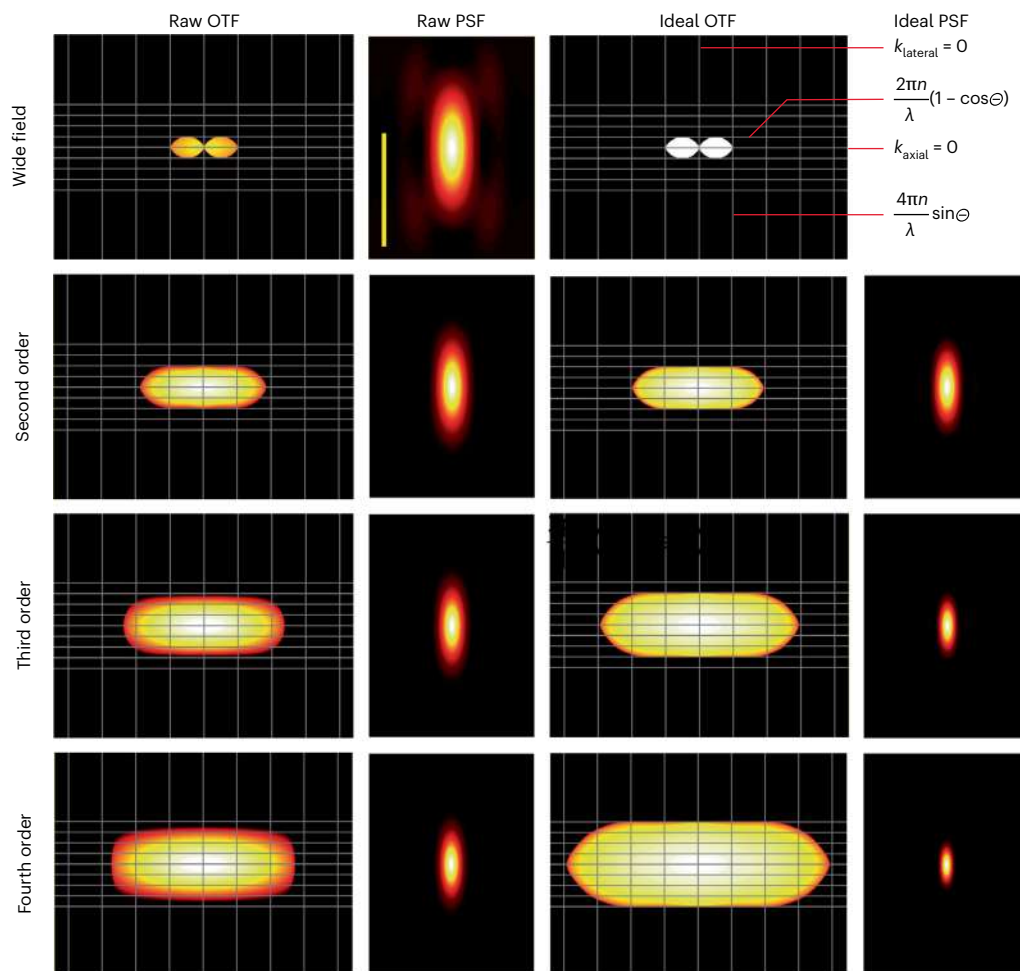 Raw OTF
Raw PSF
Ideal OTF
Ideal PSF
Wide field
k_lateral = 0
2πn/λ (1 – cosΘ)
k_axial = 0
4πn/λ sinΘ
Second order
Third order
Fourth order